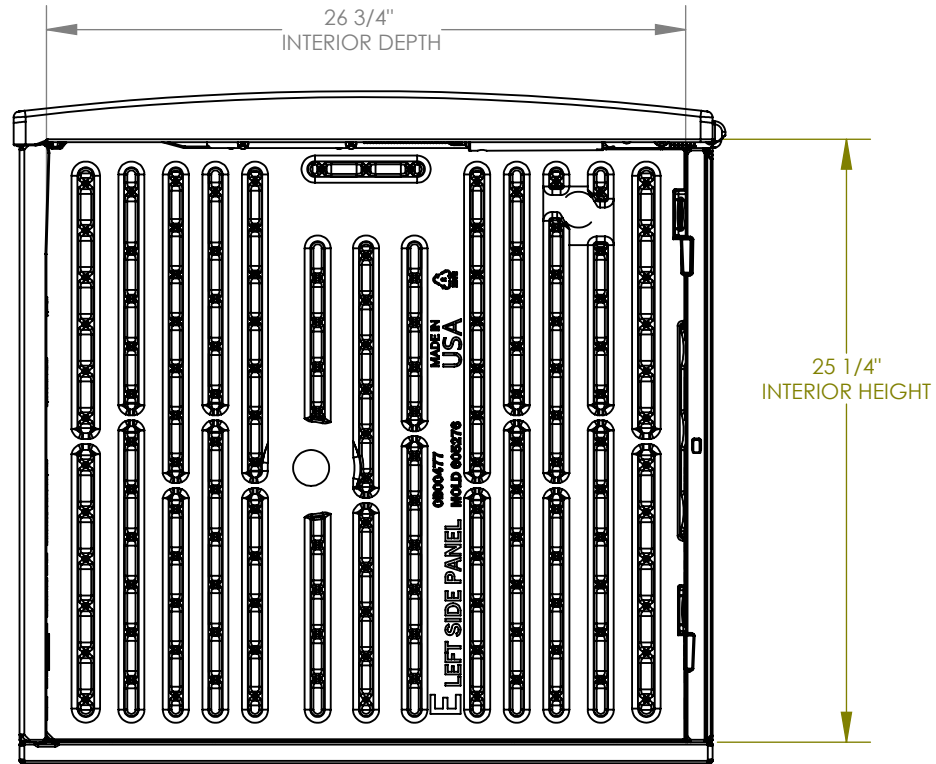 26 3/4"
INTERIOR DEPTH
25 1/4"
INTERIOR HEIGHT
MADE IN
USA
0800477
MOLD 605276
E LEFT SIDE PANEL